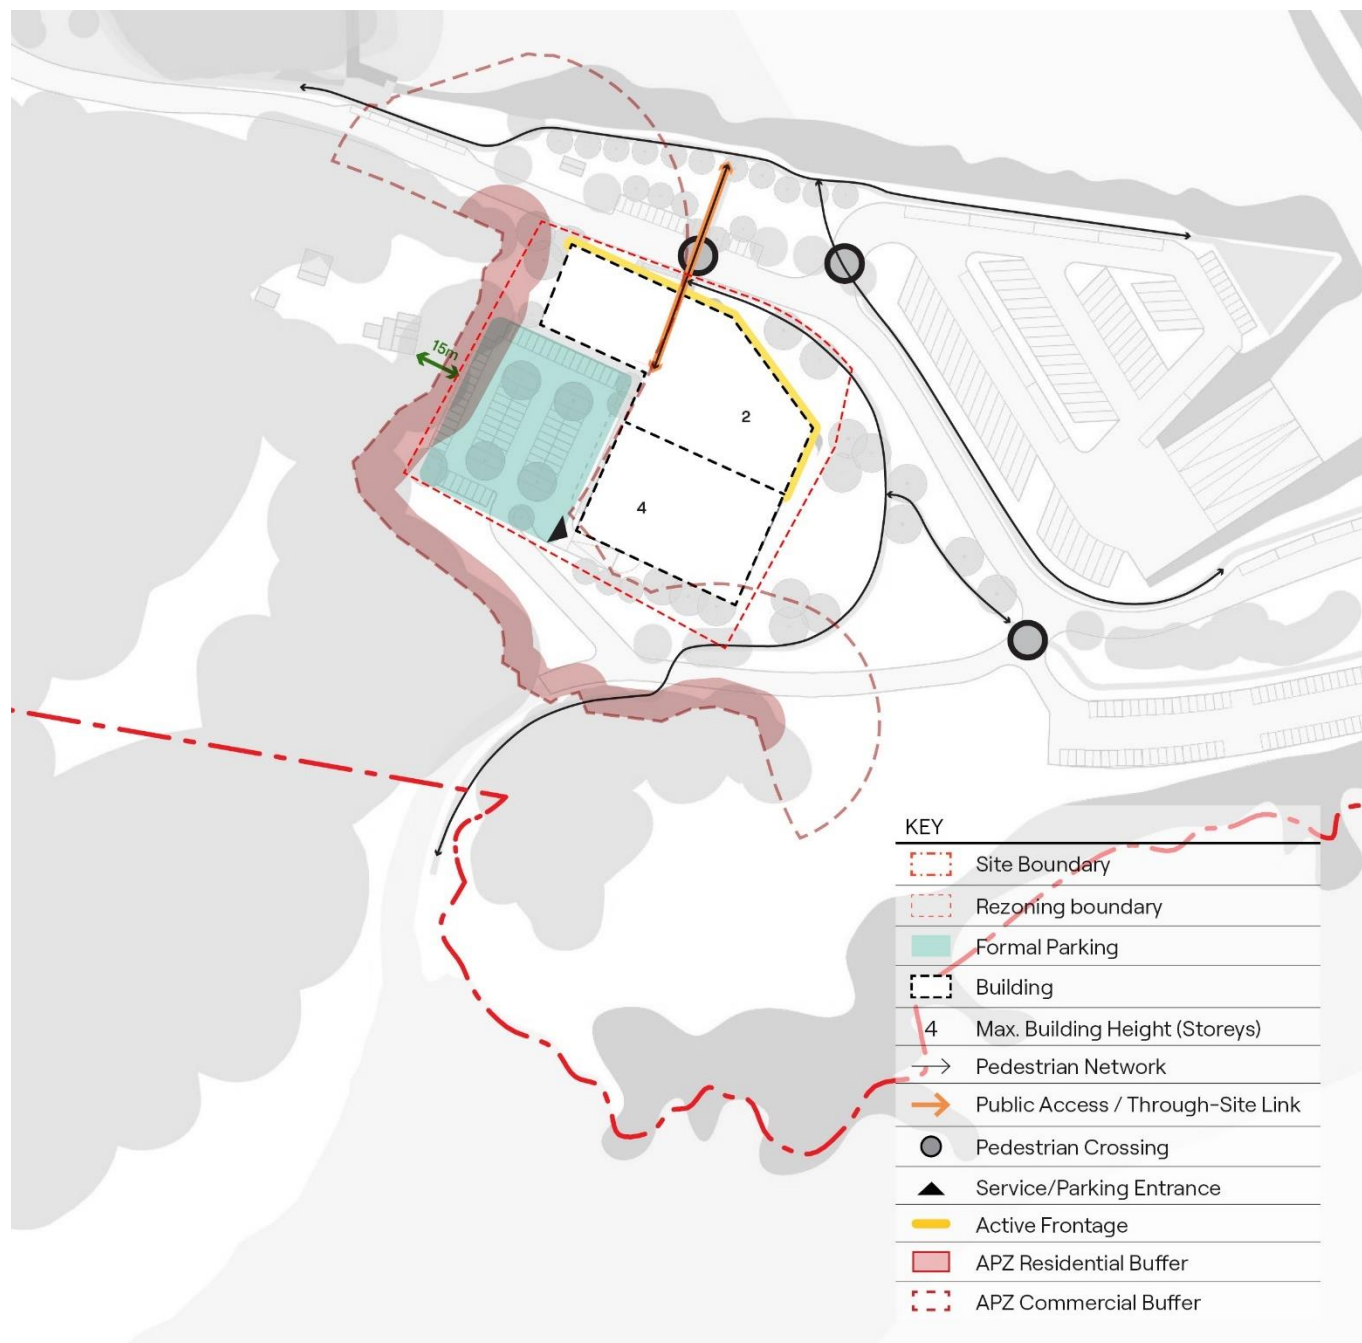 15m
2
4
KEY
Site Boundary
Rezoning boundary
Formal Parking
Building
4 Max. Building Height (Storeys)
Pedestrian Network
Public Access / Through-Site Link
Pedestrian Crossing
Service/Parking Entrance
Active Frontage
APZ Residential Buffer
APZ Commercial Buffer